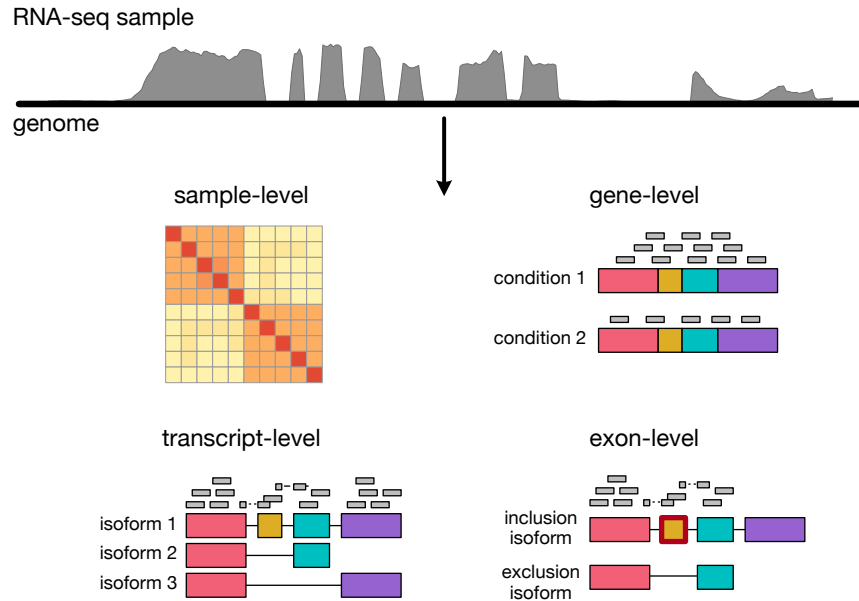 RNA-seq sample
genome
sample-level
gene-level
condition 1
condition 2
transcript-level
exon-level
isoform 1
isoform 2
isoform 3
inclusion
isoform
exclusion
isoform